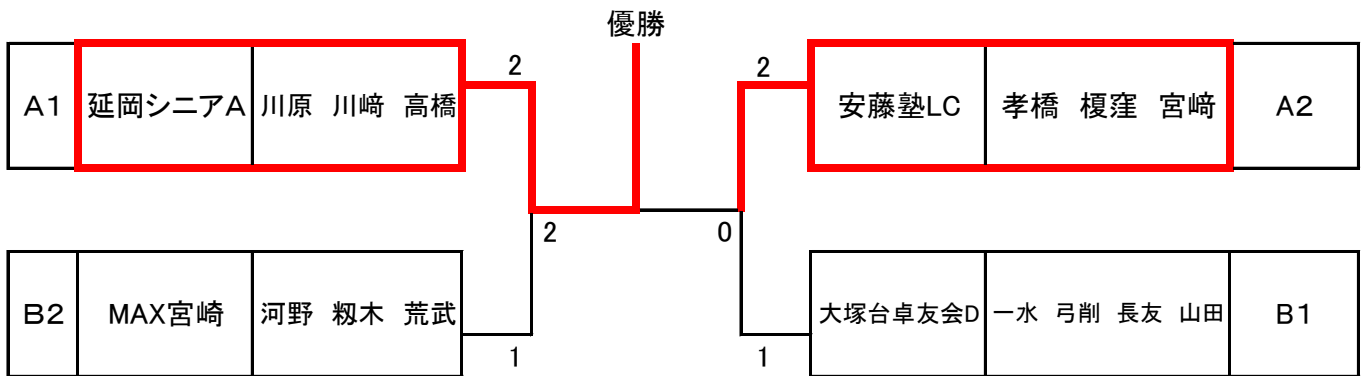 優勝
A1 延岡シニアA 川原 川﨑 高橋 2
2 安藤塾LC 孝橋 榎窪 宮﨑 A2
2 0
B2 MAX宮崎 河野 籾木 荒武 1
1 大塚台卓友会D 一水 弓削 長友 山田 B1